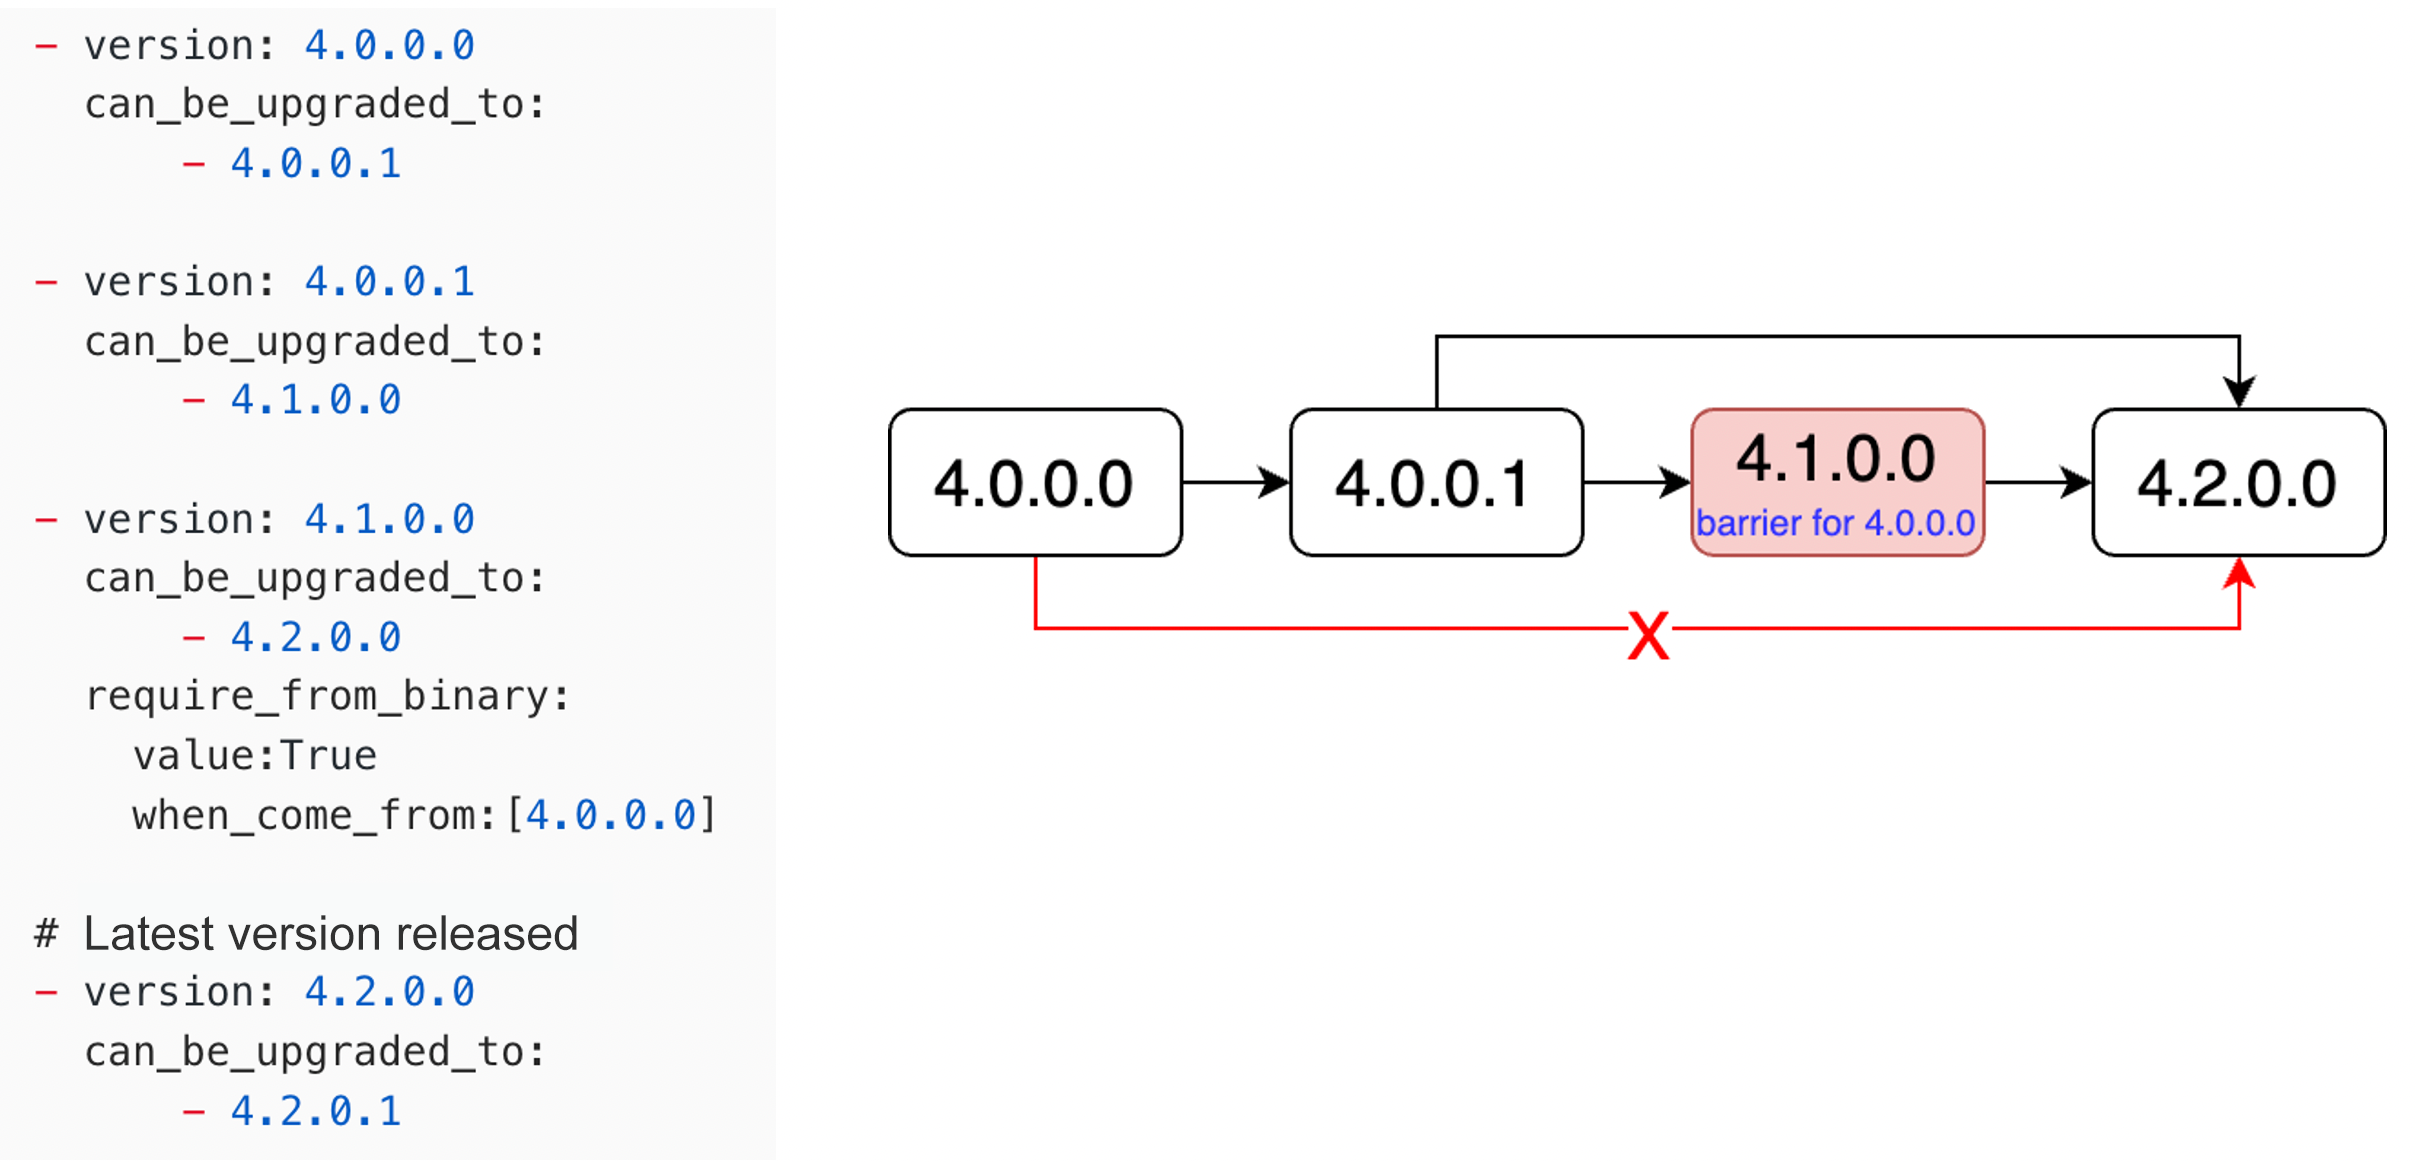 - version: 4.0.0.0
can_be_upgraded_to:
- 4.0.0.1
- version: 4.0.0.1
can_be_upgraded_to:
- 4.1.0.0
- version: 4.1.0.0
can_be_upgraded_to:
- 4.2.0.0
require_from_binary:
value:True
when_come_from:[4.0.0.0]
# Latest version released
- version: 4.2.0.0
can_be_upgraded_to:
- 4.2.0.1
4.0.0.0
4.0.0.1
4.1.0.0
barrier for 4.0.0.0
4.2.0.0
X